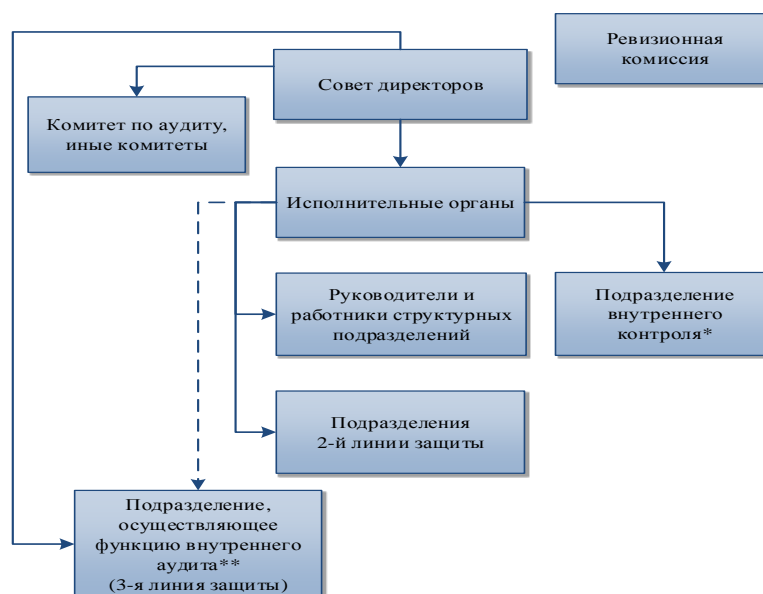 Ревизионная
комиссия
Совет директоров
Комитет по аудиту,
иные комитеты
Исполнительные органы
Руководители и
работники структурных
подразделений
Подразделение
внутреннего
контроля*
Подразделения
2-й линии защиты
Подразделение,
осуществляющее
функцию внутреннего
аудита**
(3-я линия защиты)